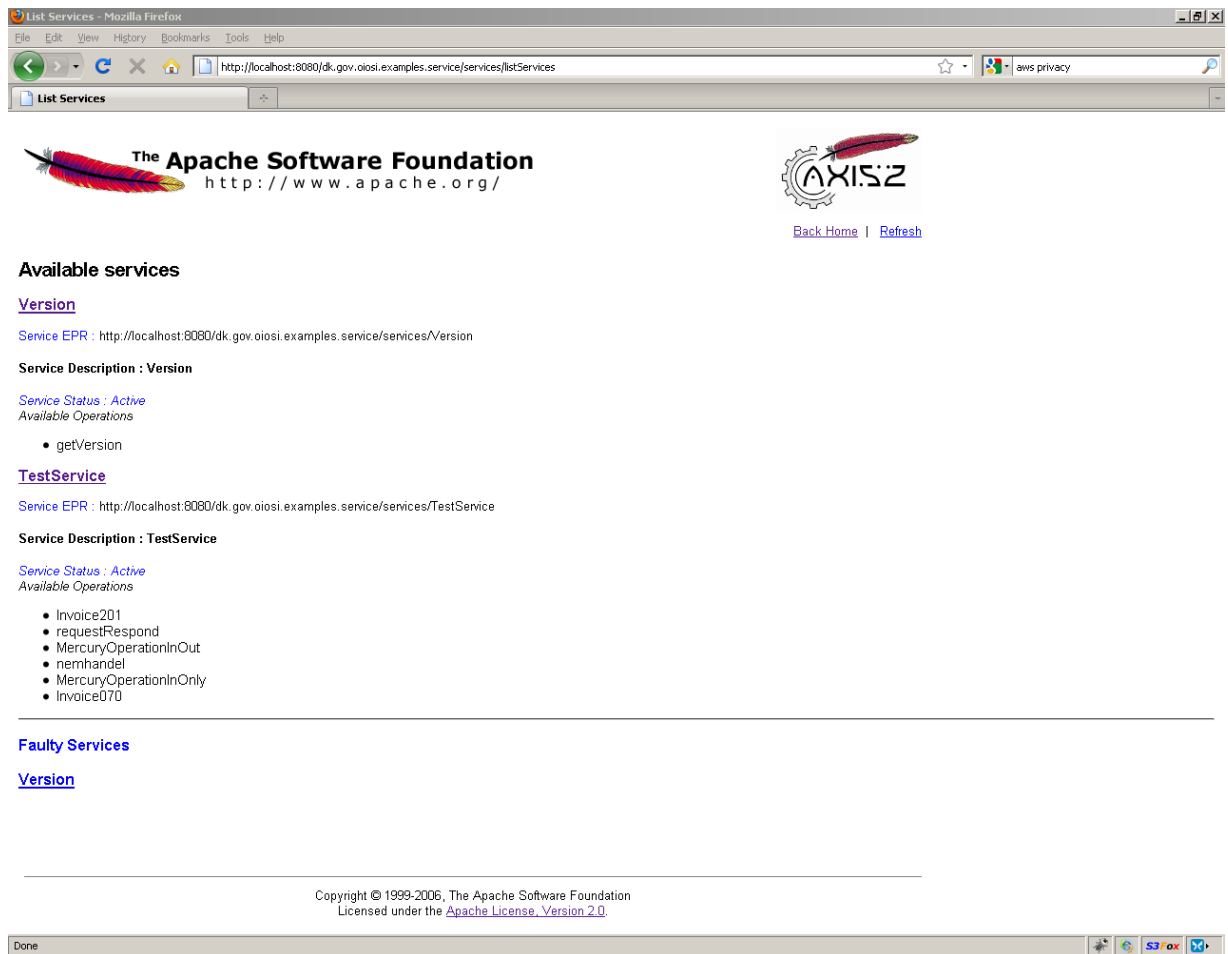 List Services - Mozilla Firefox
File Edit View History Bookmarks Tools Help
http://localhost:8080/dk.gov.oiosi.examples.service/services/listServices
aws privacy
List Services
The Apache Software Foundation
http://www.apache.org/
AXIS2
Back Home | Refresh
Available services
Version
Service EPR : http://localhost:8080/dk.gov.oiosi.examples.service/services/Version
Service Description : Version
Service Status : Active
Available Operations
• getVersion
TestService
Service EPR : http://localhost:8080/dk.gov.oiosi.examples.service/services/TestService
Service Description : TestService
Service Status : Active
Available Operations
• Invoice201
• requestRespond
• MercuryOperationInOut
• nemhandel
• MercuryOperationInOnly
• Invoice070
Faulty Services
Version
Copyright © 1999-2006, The Apache Software Foundation
Licensed under the Apache License, Version 2.0.
Done
S3Fox